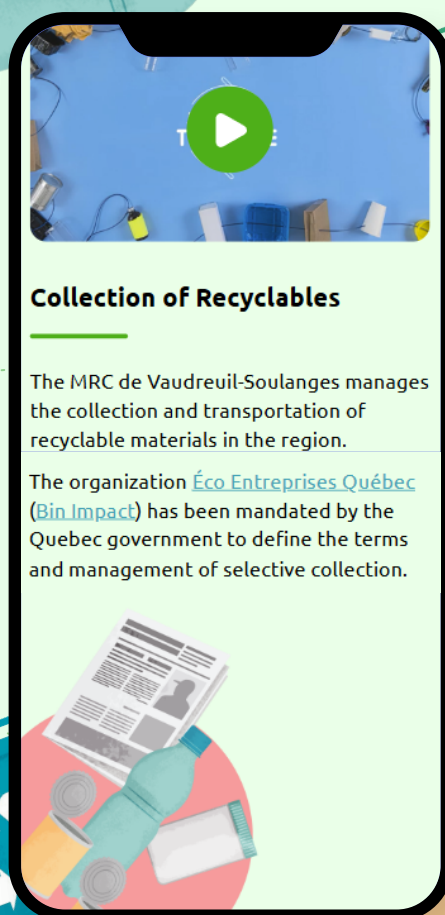 Collection of Recyclables
The MRC de Vaudreuil-Soulanges manages
the collection and transportation of
recyclable materials in the region.
The organization Éco Entreprises Québec
(Bin Impact) has been mandated by the
Quebec government to define the terms
and management of selective collection.